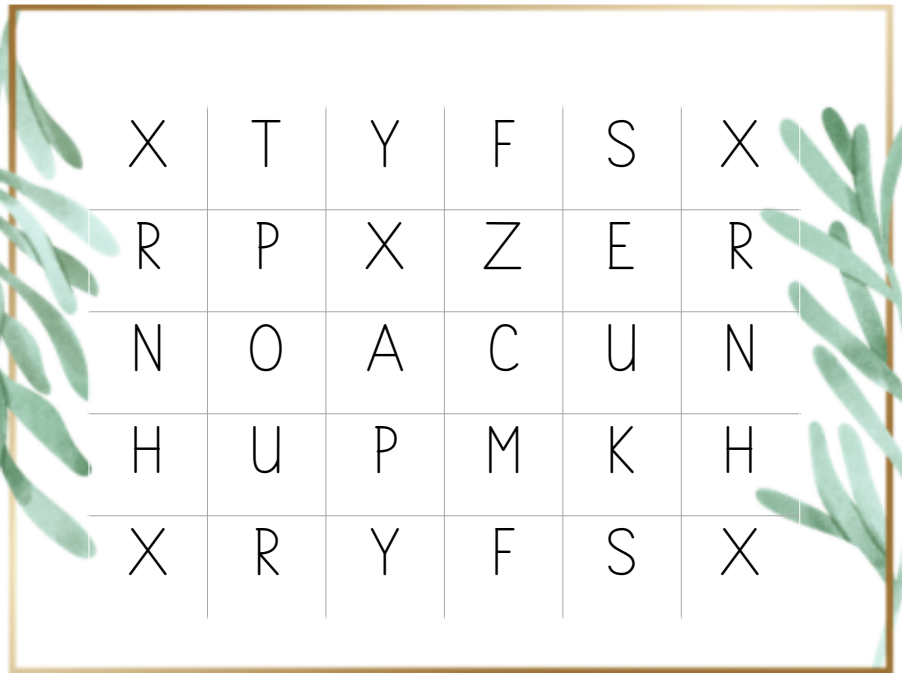 X T Y F S X
R P X Z E R
N O A C U N
H U P M K H
X R Y F S X